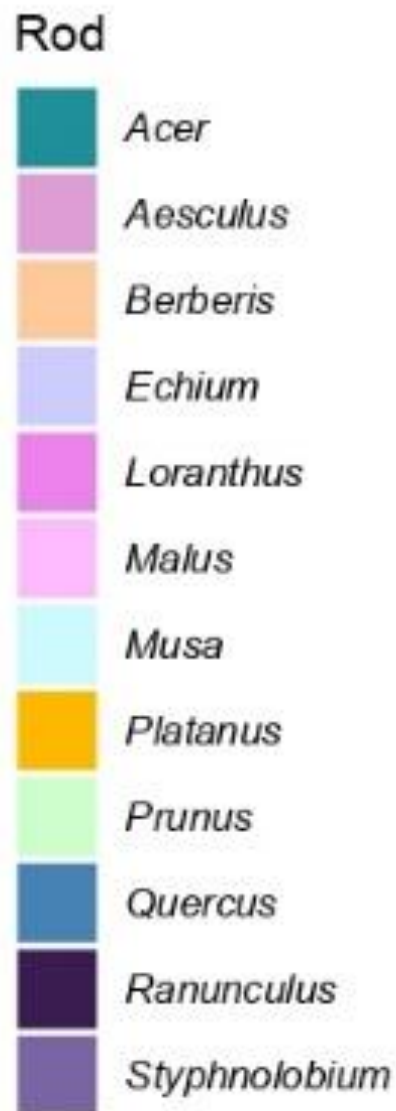 Rod
Acer
Aesculus
Berberis
Echium
Loranthus
Malus
Musa
Platanus
Prunus
Quercus
Ranunculus
Styphnolobium